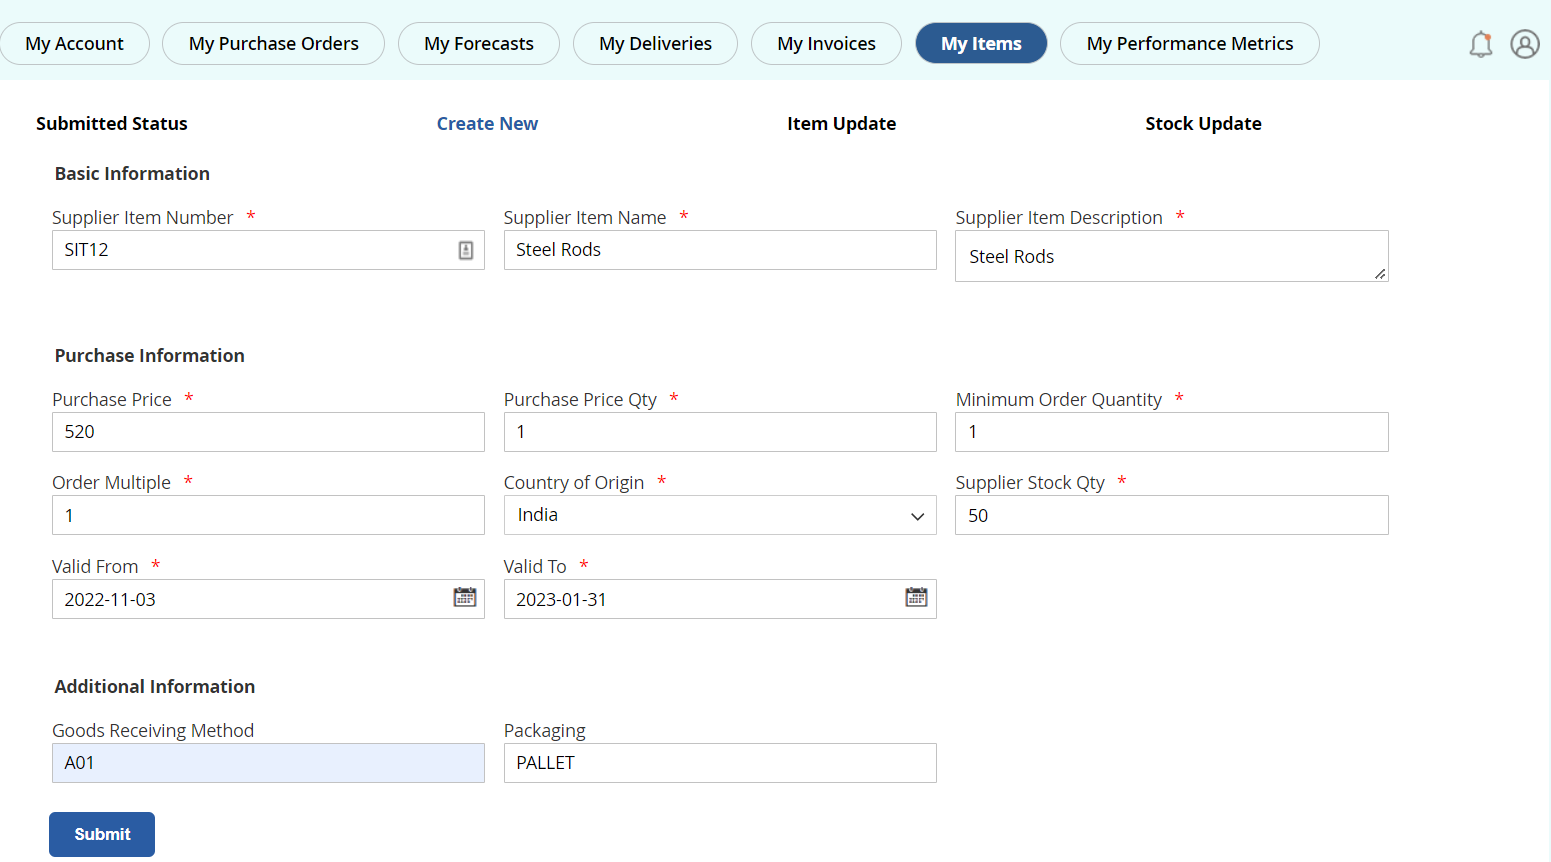 My Account My Purchase Orders My Forecasts My Deliveries My Invoices My Items My Performance Metrics
Submitted Status Create New Item Update Stock Update
Basic Information
Supplier Item Number * Supplier Item Name * Supplier Item Description *
SIT12 Steel Rods Steel Rods
Purchase Information
Purchase Price * Purchase Price Qty * Minimum Order Quantity *
520 1 1
Order Multiple * Country of Origin * Supplier Stock Qty *
1 India 50
Valid From * Valid To *
2022-11-03 2023-01-31
Additional Information
Goods Receiving Method Packaging
A01 PALLET
Submit